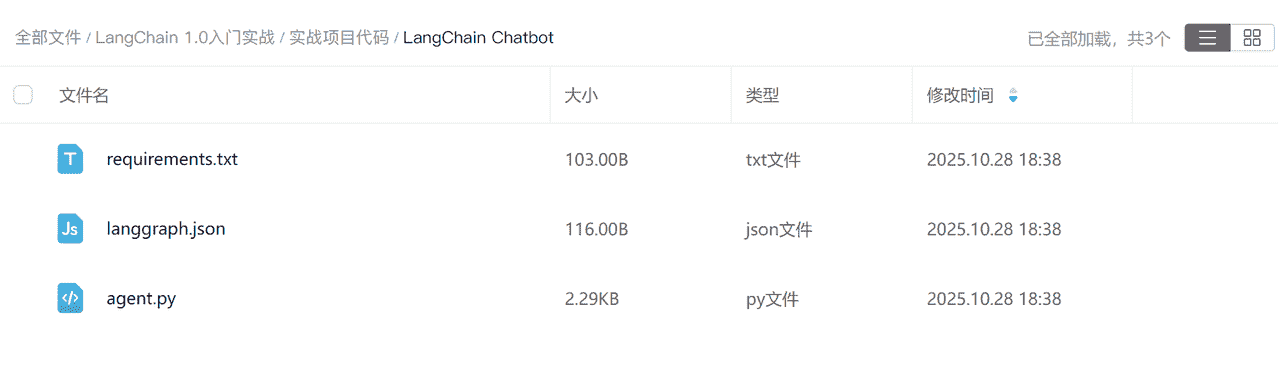 全部文件 / LangChain 1.0入门实战 / 实战项目代码 / LangChain Chatbot 已全部加载，共3个
文件名 大小 类型 修改时间
T requirements.txt 103.00B txt文件 2025.10.28 18:38
Js langgraph.json 116.00B json文件 2025.10.28 18:38
</> agent.py 2.29KB py文件 2025.10.28 18:38